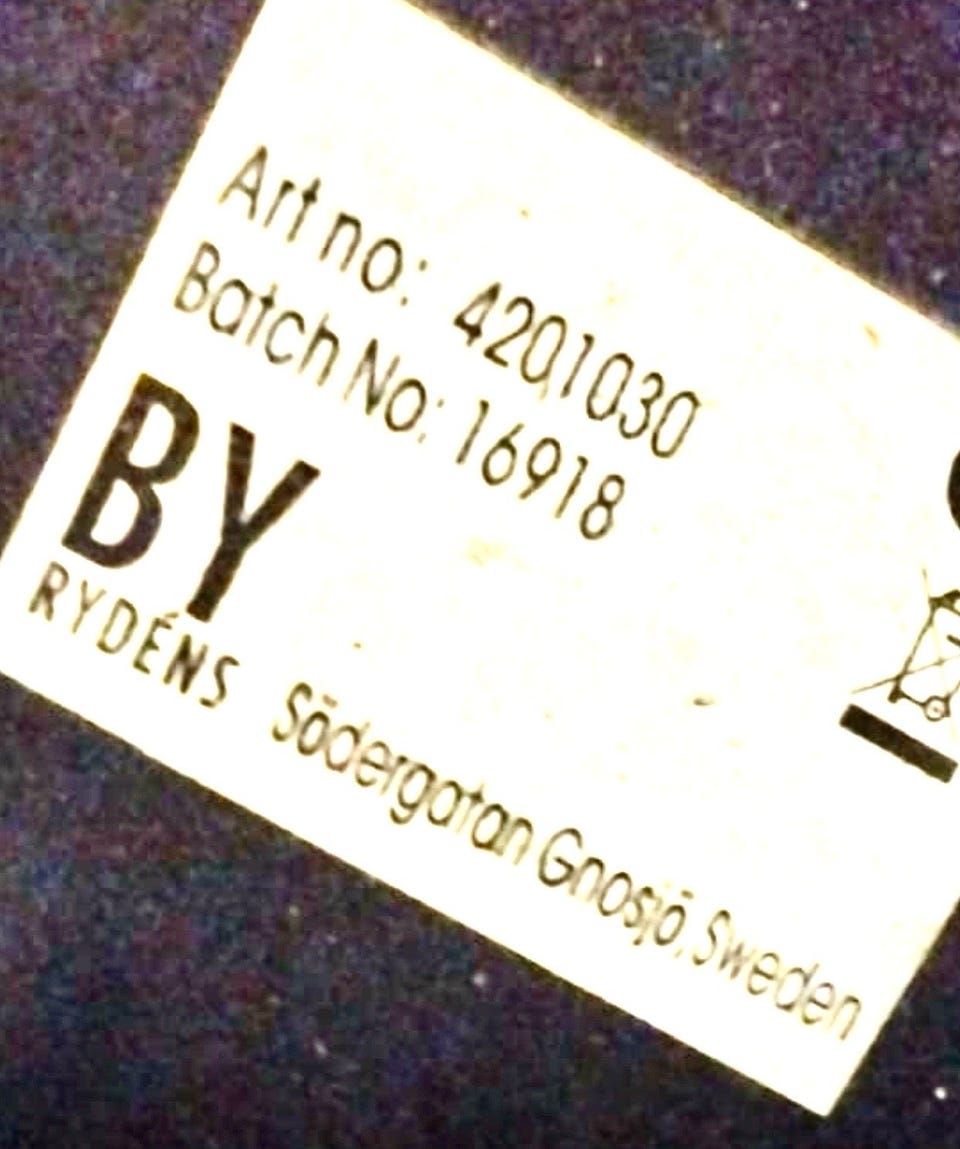 Art no: 4201030
Batch No: 16918
BY
RYDÉNS Södergatan Gnosjö, Sweden